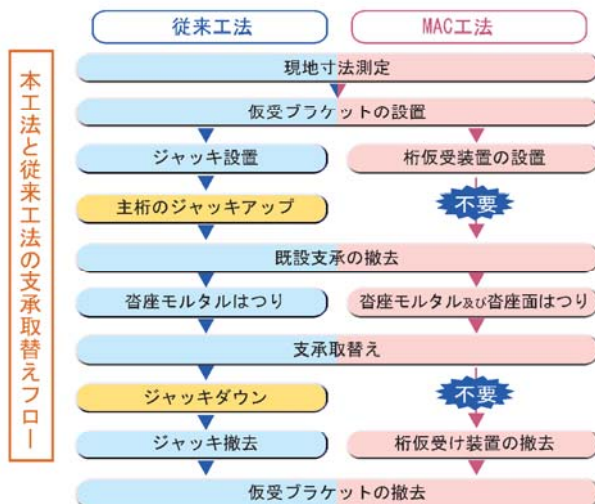 従来工法
MAC工法
本工法と従来工法の支承取替えフロー
現地寸法測定
仮受ブラケットの設置
ジャッキ設置
桁仮受装置の設置
主桁のジャッキアップ
不要
既設支承の撤去
沓座モルタルはつり
沓座モルタル及び沓座面はつり
支承取替え
ジャッキダウン
不要
ジャッキ撤去
桁仮受け装置の撤去
仮受ブラケットの撤去